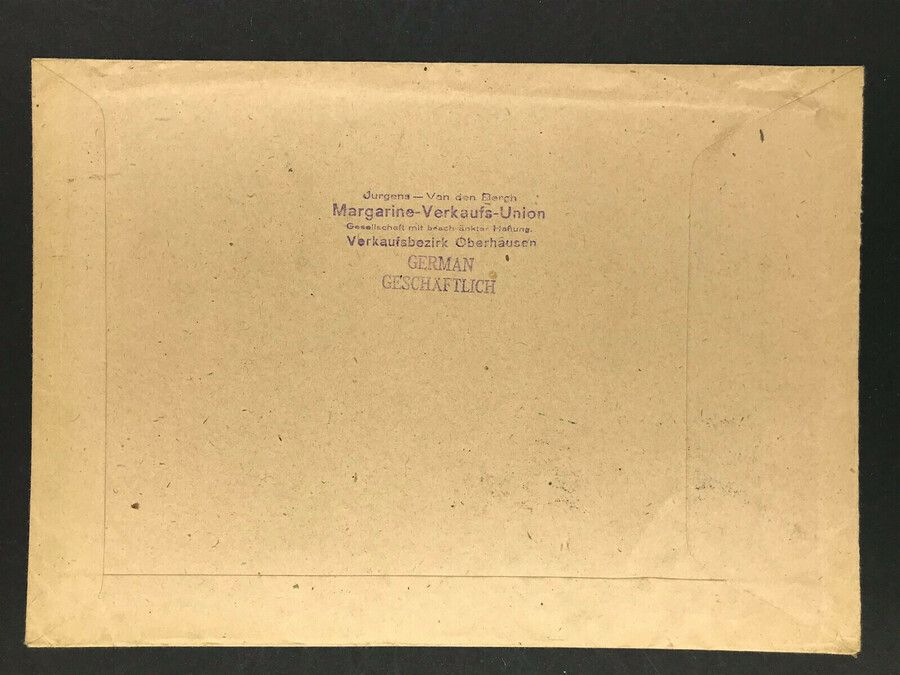 Jurgens — Van den Bergh
Margarine-Verkaufs-Union
Gesellschaft mit beschränkter Haftung.
Verkaufsbezirk Oberhausen
GERMAN
GESCHÄFTLICH